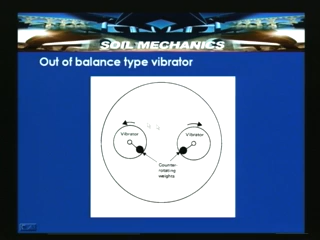 SOIL MECHANICS
Out of balance type vibrator
Vibrator
Vibrator
Counter-
rotating
weights